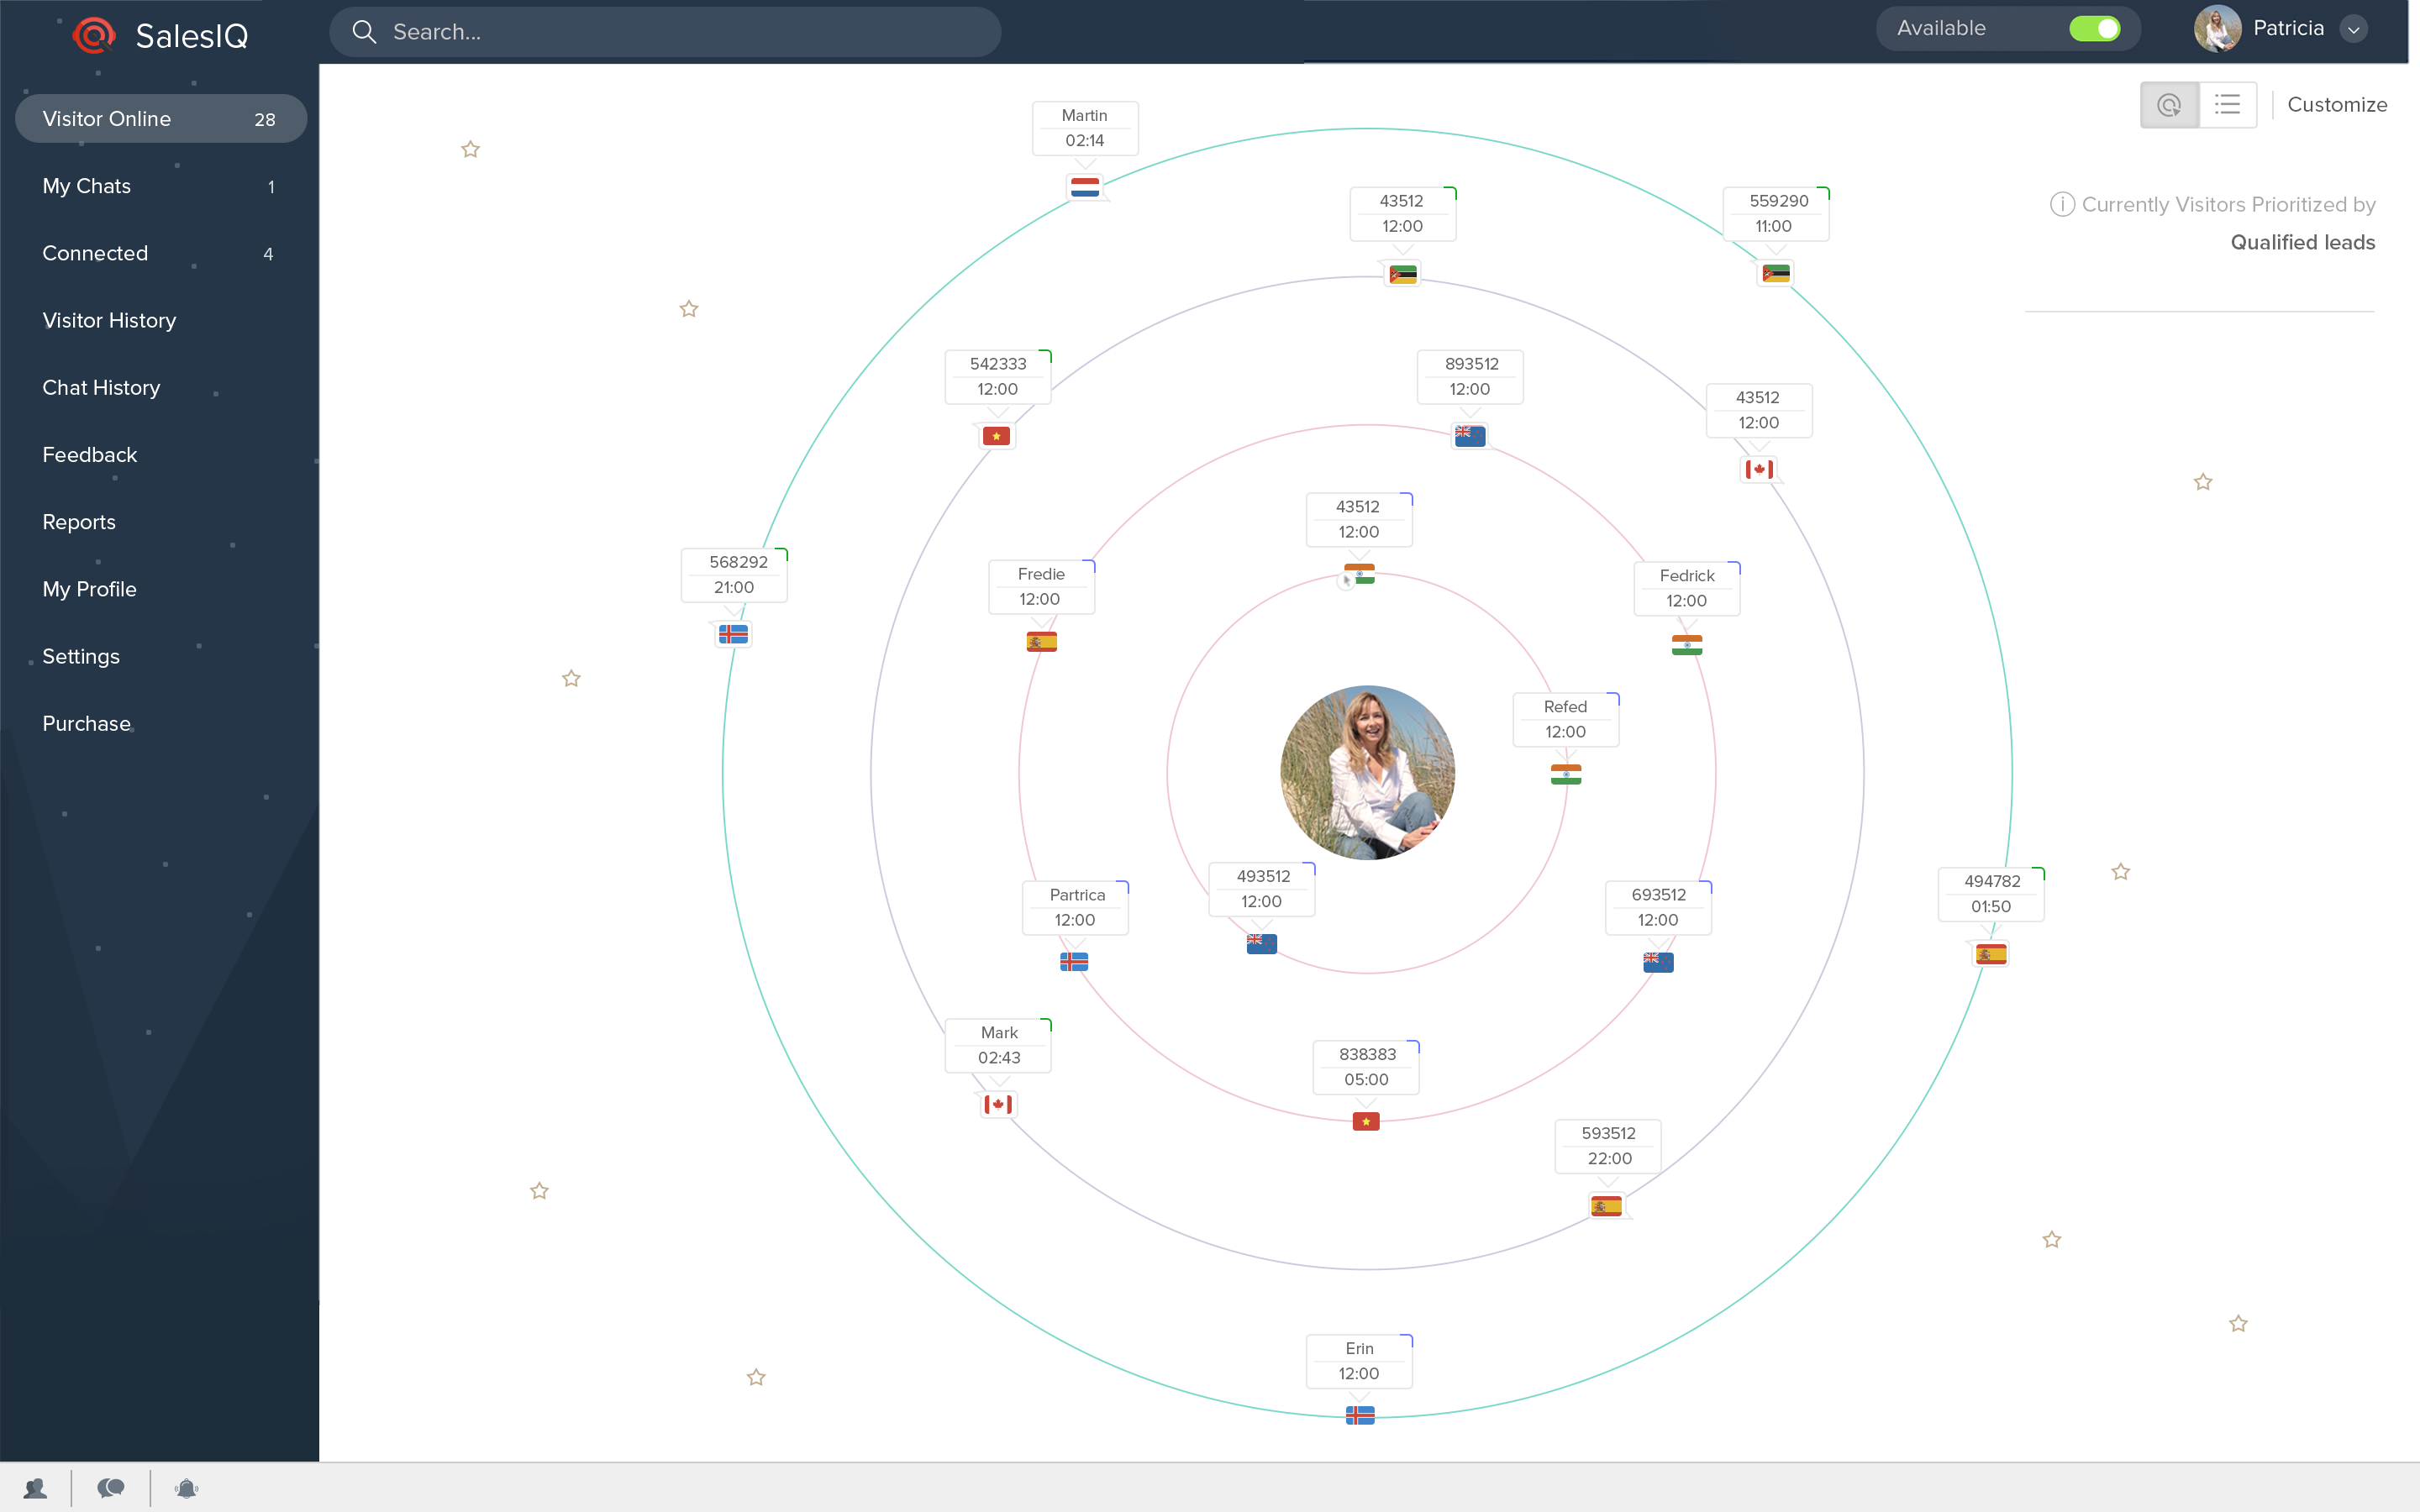 SalesIQ
Search...
Available
Patricia
Visitor Online 28
My Chats 1
Connected 4
Visitor History
Chat History
Feedback
Reports
My Profile
Settings
Purchase
Customize
Currently Visitors Prioritized by
Qualified leads
Martin
02:14
43512
12:00
559290
11:00
542333
12:00
893512
12:00
43512
12:00
43512
12:00
568292
21:00
Fredie
12:00
Fedrick
12:00
Refed
12:00
493512
12:00
Partrica
12:00
693512
12:00
494782
01:50
Mark
02:43
838383
05:00
593512
22:00
Erin
12:00